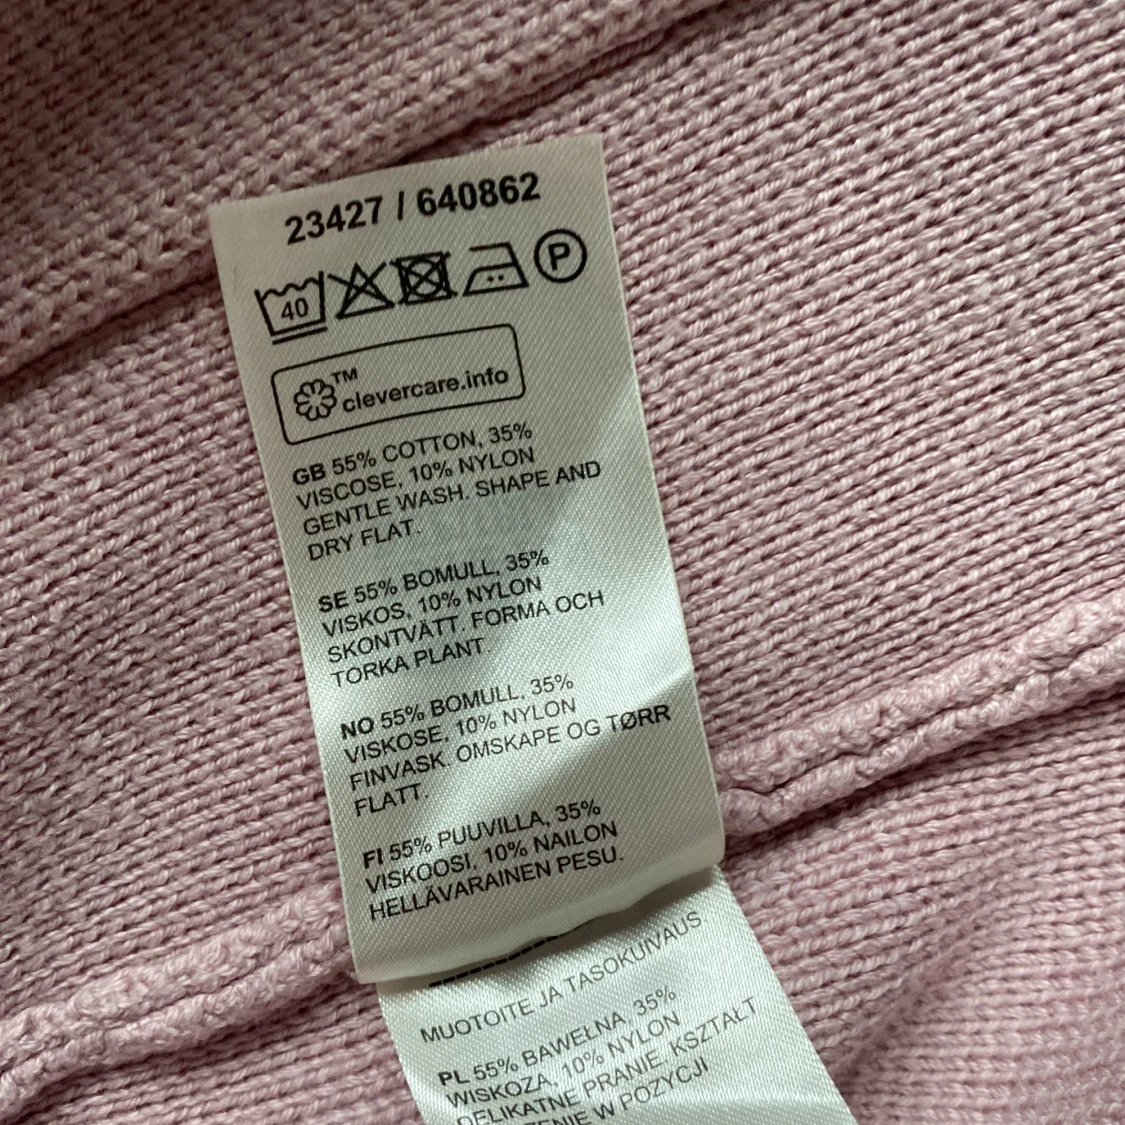 23427 / 640862
40
P
TM
clevercare.info
GB 55% COTTON, 35%
VISCOSE, 10% NYLON
GENTLE WASH. SHAPE AND
DRY FLAT.
SE 55% BOMULL, 35%
VISKOS, 10% NYLON
SKONTVÄTT. FORMA OCH
TORKA PLANT.
NO 55% BOMULL, 35%
VISKOSE, 10% NYLON
FINVASK. OMSKAPE OG TØRR
FLATT.
FI 55% PUUVILLA, 35%
VISKOOSI, 10% NAILON
HELLÄVARAINEN PESU.
MUOTOITE JA TASOKUIVAUS
PL 55% BAWEŁNA, 35%
WISKOZA, 10% NYLON
DELIKATNE PRANIE. KSZTAŁT
W POZYCJI